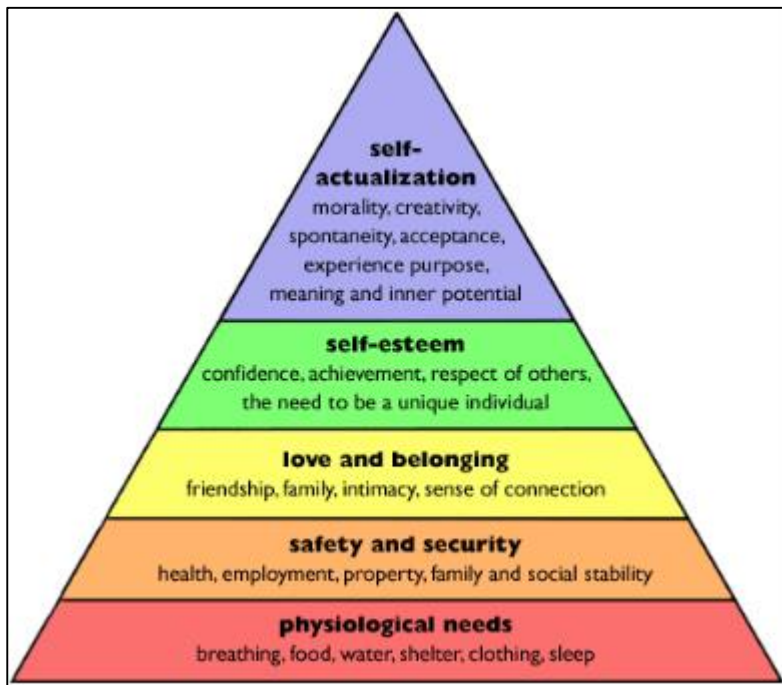 self-
actualization
morality, creativity,
spontaneity, acceptance,
experience purpose,
meaning and inner potential
self-esteem
confidence, achievement, respect of others,
the need to be a unique individual
love and belonging
friendship, family, intimacy, sense of connection
safety and security
health, employment, property, family and social stability
physiological needs
breathing, food, water, shelter, clothing, sleep